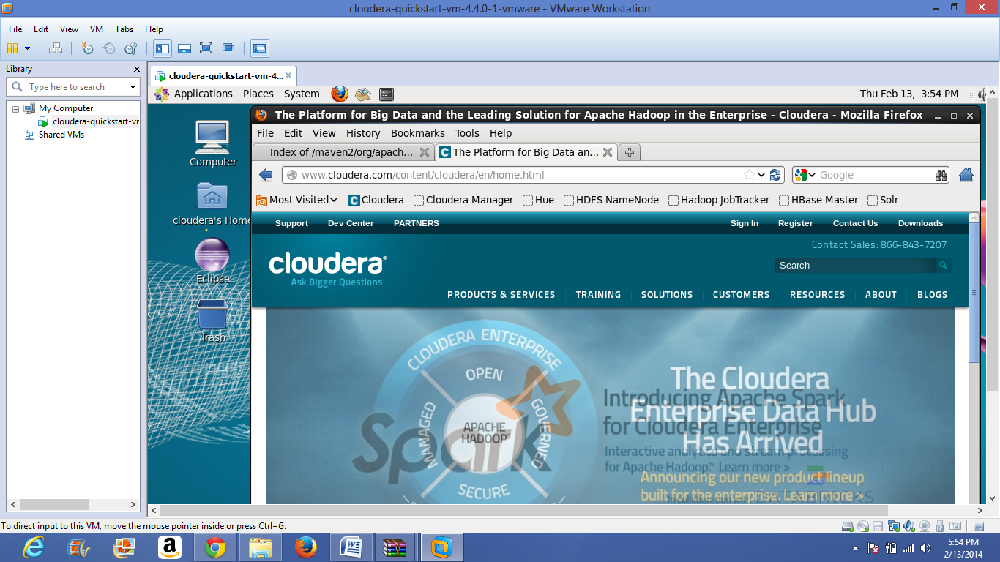 cloudera-quickstart-vm-4.4.0-1-vmware - VMware Workstation
File Edit View VM Tabs Help
Library
Type here to search
My Computer
cloudera-quickstart-vr
Shared VMs
cloudera-quickstart-vm-4...
Applications Places System
Thu Feb 13, 3:54 PM
Computer
cloudera's Home
Eclipse
Trash
The Platform for Big Data and the Leading Solution for Apache Hadoop in the Enterprise - Cloudera - Mozilla Firefox
File Edit View History Bookmarks Tools Help
Index of /maven2/org/apach...
The Platform for Big Data an...
www.cloudera.com/content/cloudera/en/home.html
Google
Most Visited Cloudera Cloudera Manager Hue HDFS NameNode Hadoop JobTracker HBase Master Solr
Support Dev Center PARTNERS
Sign In Register Contact Us Downloads
Contact Sales: 866-843-7207
cloudera®
Ask Bigger Questions
Search
PRODUCTS & SERVICES TRAINING SOLUTIONS CUSTOMERS RESOURCES ABOUT BLOGS
CLOUDERA ENTERPRISE
OPEN
MANAGED
GOVERNED
APACHE
HADOOP
SECURE
Spark
The Cloudera
Enterprise Data Hub
Has Arrived
Announcing our new product lineup
built for the enterprise. Learn more >
Introducing Apache Spark
for Cloudera Enterprise
Interactive analytics and stream processing
for Apache Hadoop.™ Learn more >
DATABRICKS
To direct input to this VM, move the mouse pointer inside or press Ctrl+G.
5:54 PM
2/13/2014